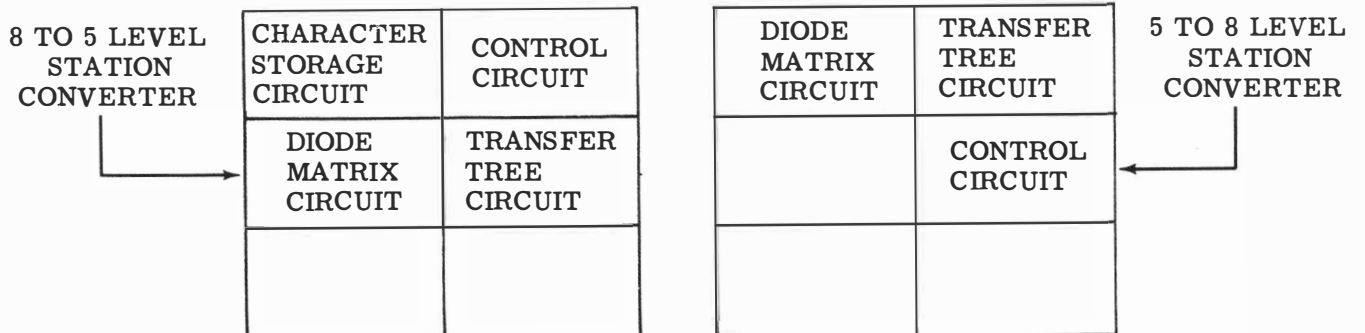 8 TO 5 LEVEL
STATION
CONVERTER
CHARACTER
STORAGE
CIRCUIT
CONTROL
CIRCUIT
DIODE
MATRIX
CIRCUIT
TRANSFER
TREE
CIRCUIT
DIODE
MATRIX
CIRCUIT
TRANSFER
TREE
CIRCUIT
CONTROL
CIRCUIT
5 TO 8 LEVEL
STATION
CONVERTER